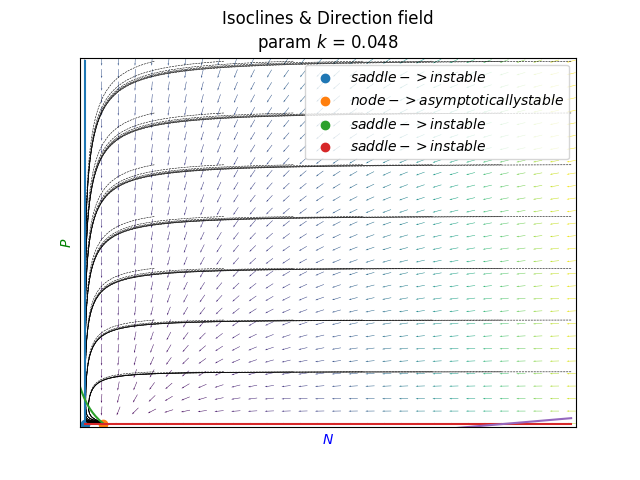 Isoclines & Direction field
param k = 0.048
saddle->instable
node->asymptoticallystable
saddle->instable
saddle->instable
P
N